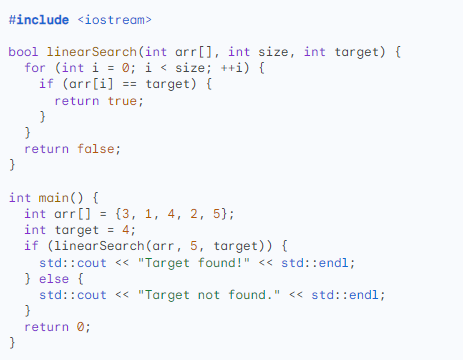 #include <iostream>
bool linearSearch(int arr[], int size, int target) {
for (int i = 0; i < size; ++i) {
if (arr[i] == target) {
return true;
}
}
return false;
}
int main() {
int arr[] = {3, 1, 4, 2, 5};
int target = 4;
if (linearSearch(arr, 5, target)) {
std::cout << "Target found!" << std::endl;
} else {
std::cout << "Target not found." << std::endl;
}
return 0;
}